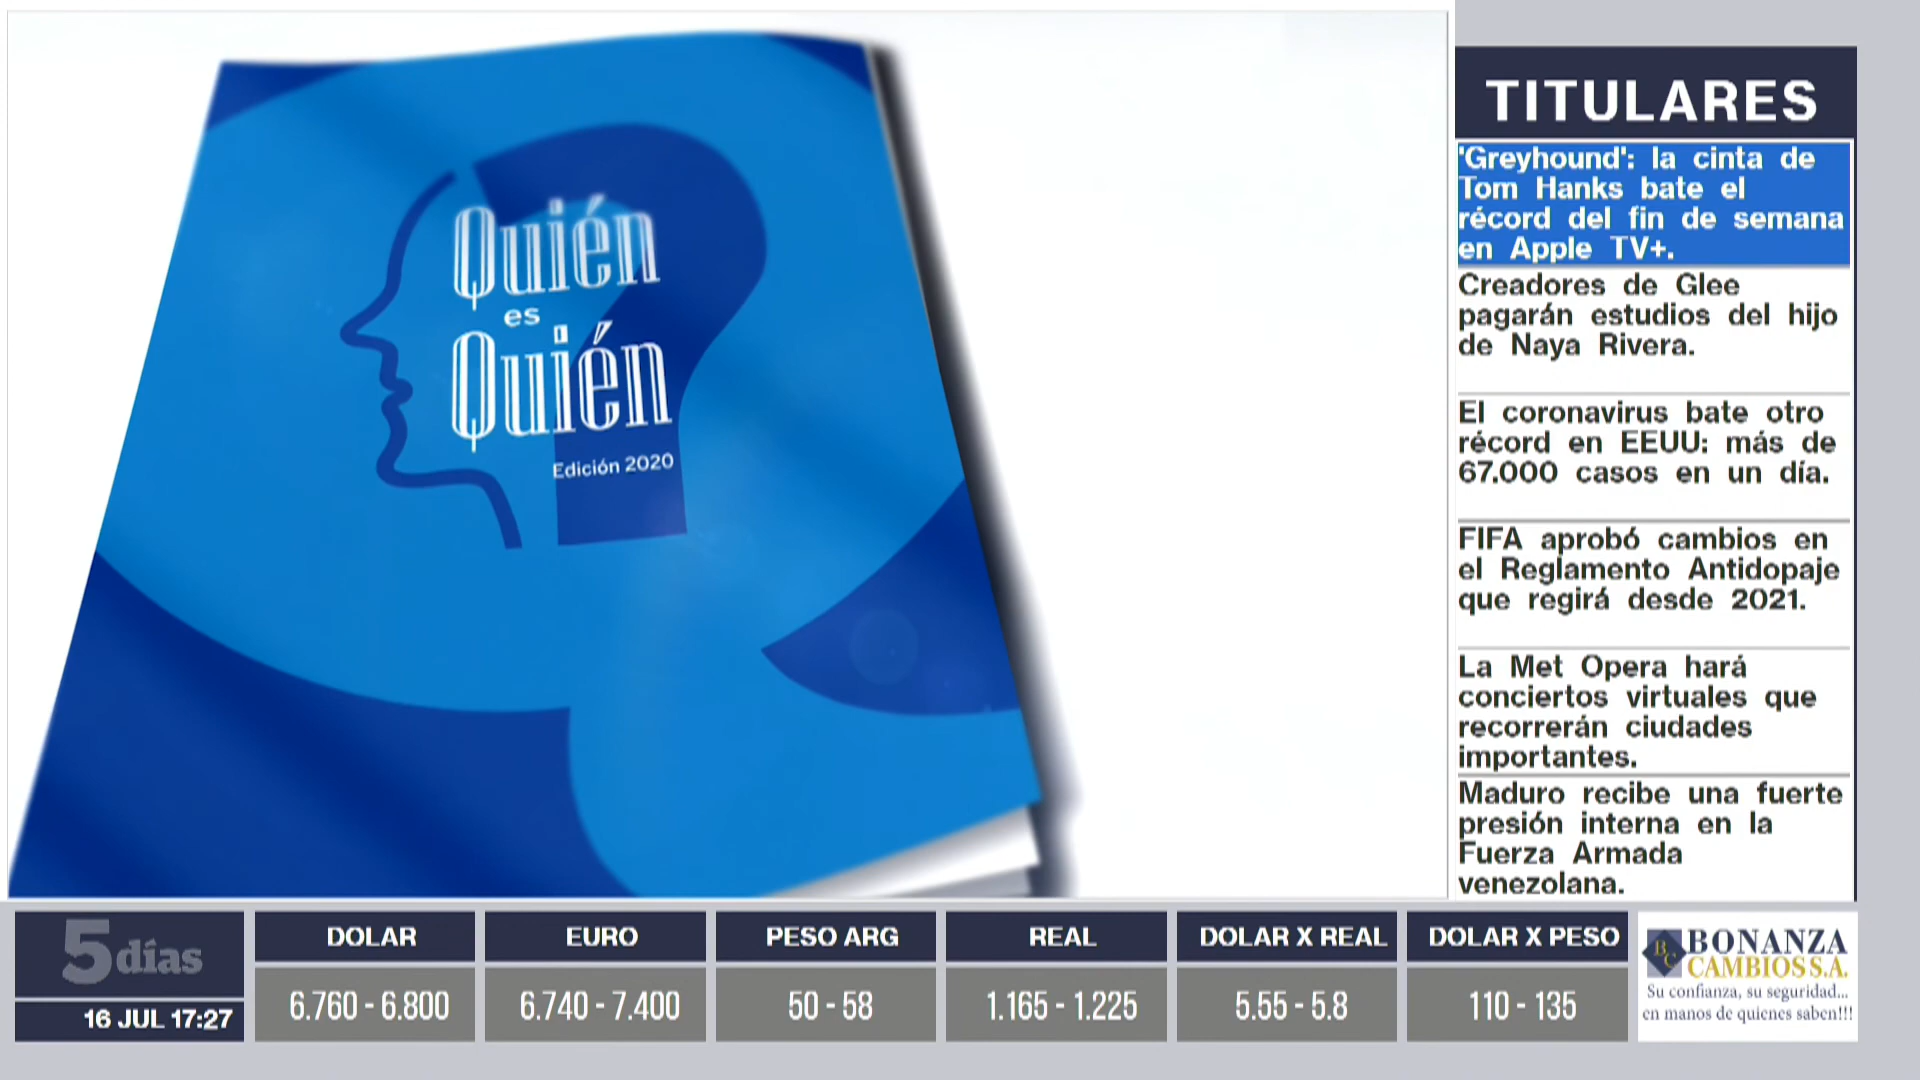 Quién
es
Quién
Edición 2020
TITULARES
'Greyhound': la cinta de
Tom Hanks bate el
récord del fin de semana
en Apple TV+.
Creadores de Glee
pagarán estudios del hijo
de Naya Rivera.
El coronavirus bate otro
récord en EEUU: más de
67.000 casos en un día.
FIFA aprobó cambios en
el Reglamento Antidopaje
que regirá desde 2021.
La Met Opera hará
conciertos virtuales que
recorrerán ciudades
importantes.
Maduro recibe una fuerte
presión interna en la
Fuerza Armada
venezolana.
5días
16 JUL 17:27
DOLAR
6.760 - 6.800
EURO
6.740 - 7.400
PESO ARG
50 - 58
REAL
1.165 - 1.225
DOLAR X REAL
5.55 - 5.8
DOLAR X PESO
110 - 135
BC
BONANZA
CAMBIOS S.A.
Su confianza, su seguridad...
en manos de quienes saben!!!